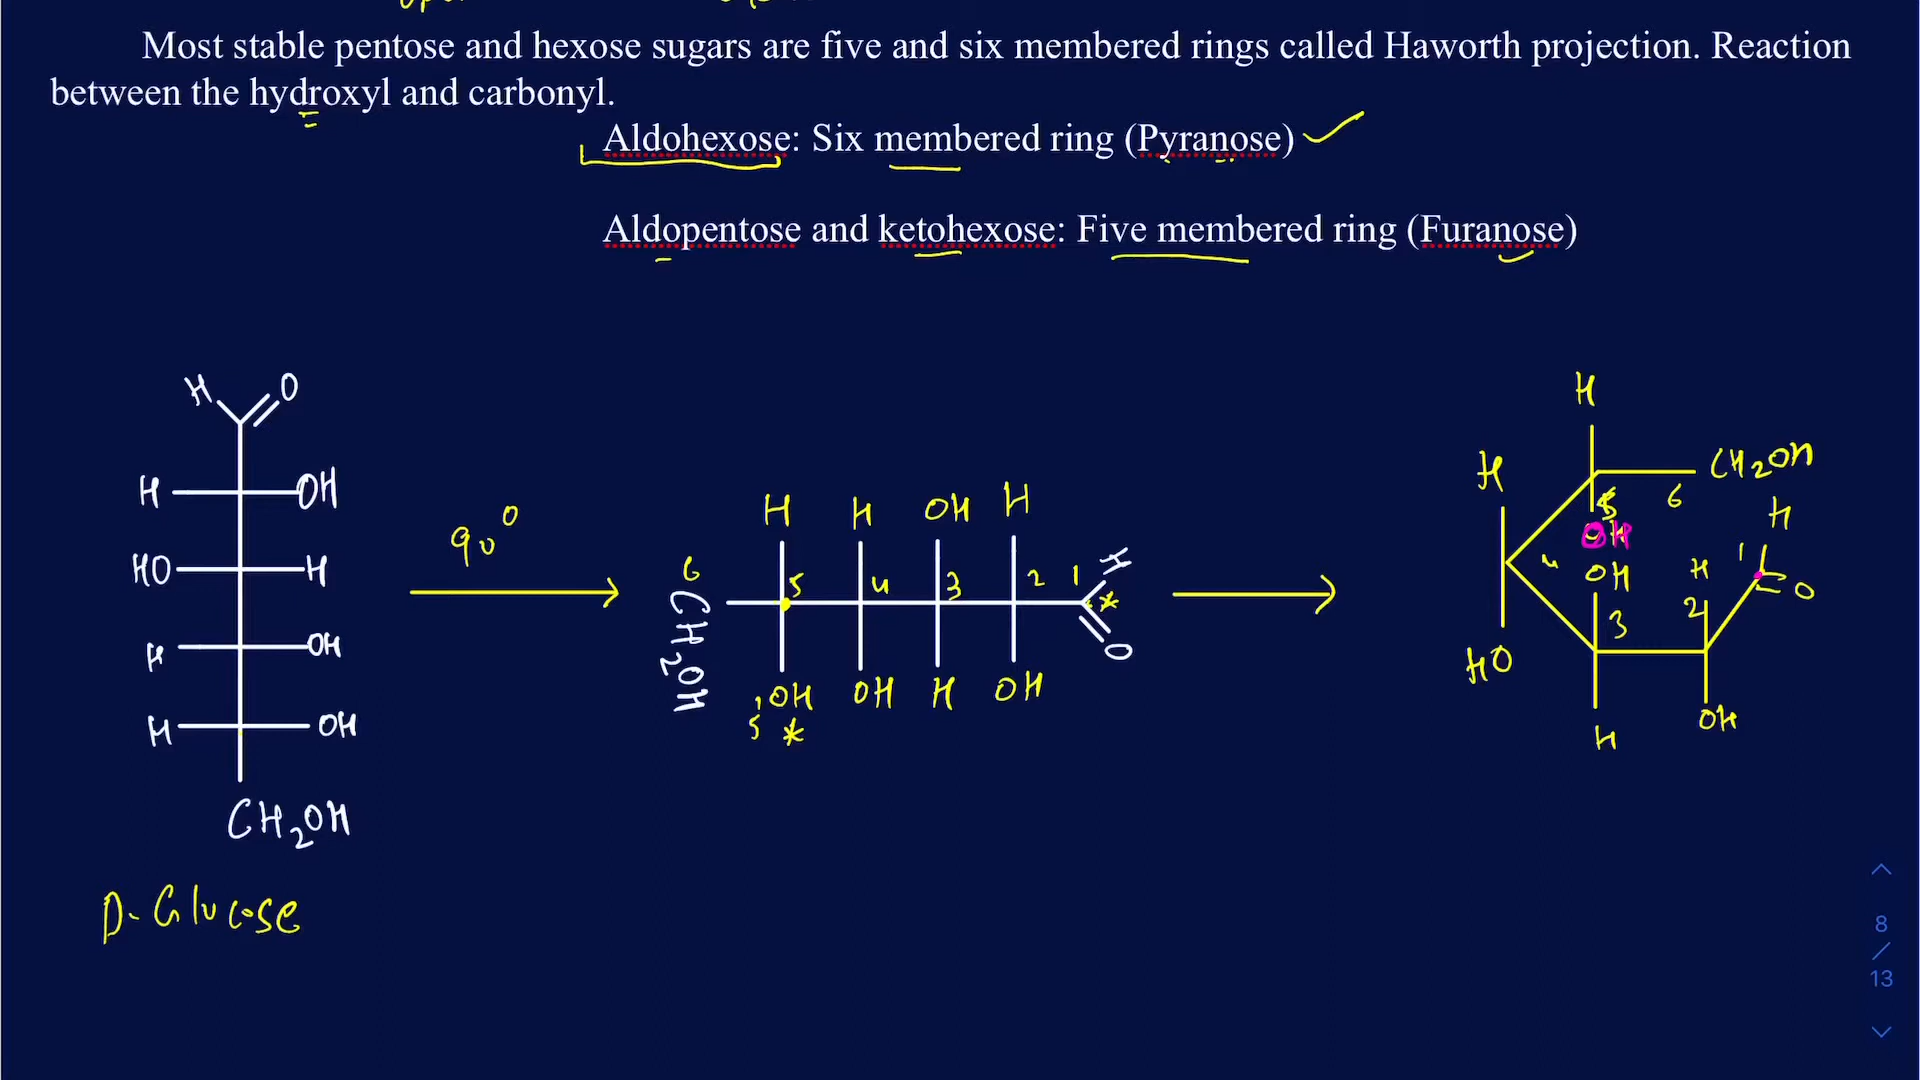 Most stable pentose and hexose sugars are five and six membered rings called Haworth projection. Reaction
between the hydroxyl and carbonyl.
Aldohexose: Six membered ring (Pyranose)
Aldopentose and ketohexose: Five membered ring (Furanose)
H O
H OH
HO H
H OH
H OH
CH2OH
D-Glucose
90°
H H OH H
6 5 4 3 2 1 H
CH2OH * O
OH OH H OH
5 *
H
H CH2OH
5 6 H
OH
4 OH H 1 O
3 2
HO
OH
H
8
/
13